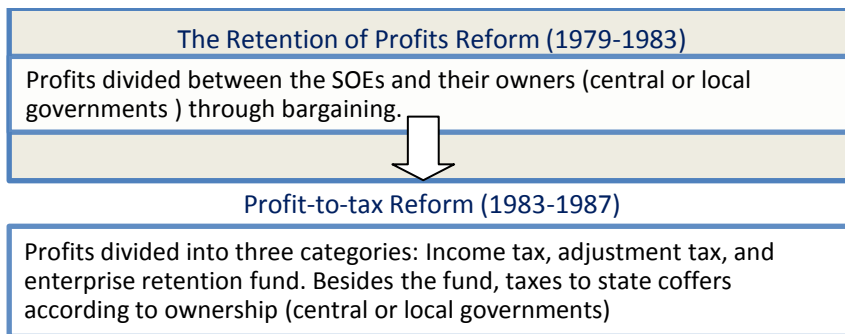 The Retention of Profits Reform (1979-1983)
Profits divided between the SOEs and their owners (central or local
governments ) through bargaining.
Profit-to-tax Reform (1983-1987)
Profits divided into three categories: Income tax, adjustment tax, and
enterprise retention fund. Besides the fund, taxes to state coffers
according to ownership (central or local governments)